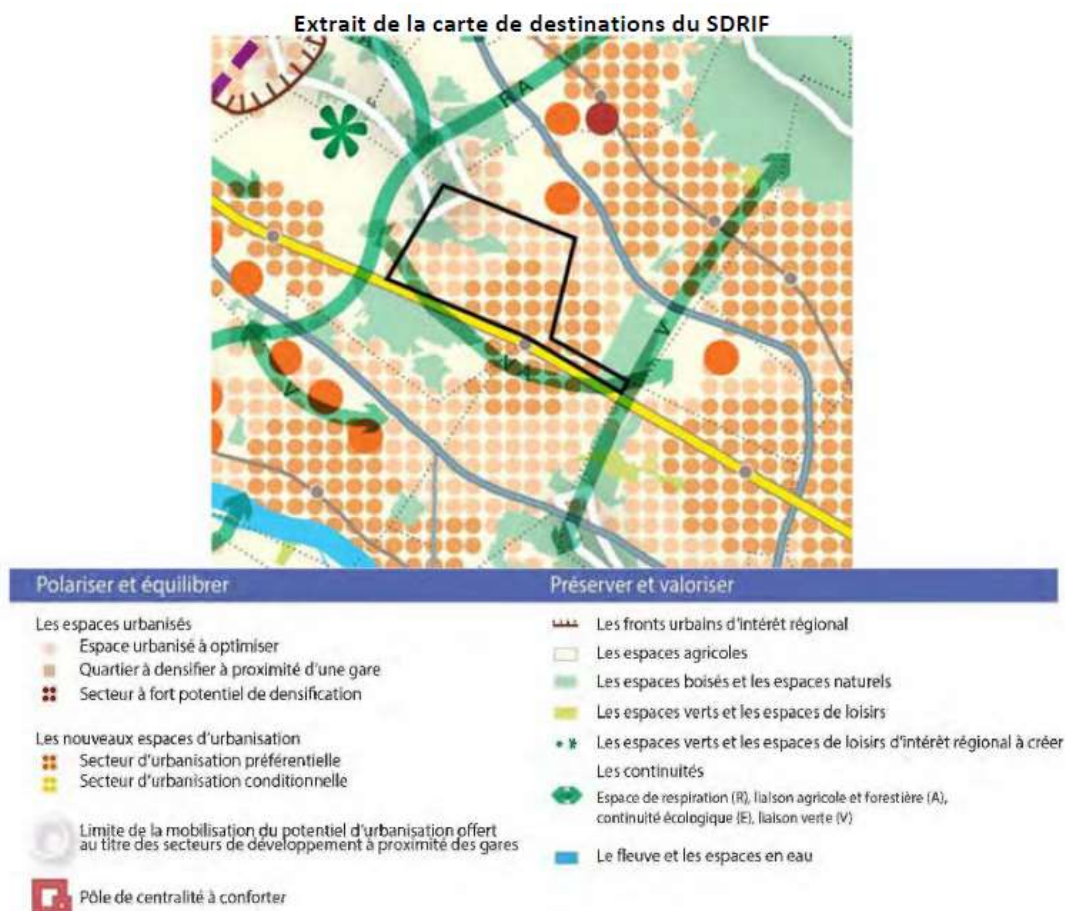 Extrait de la carte de destinations du SDRIF
R A
V
V
Polariser et équilibrer
Les espaces urbanisés
Espace urbanisé à optimiser
Quartier à densifier à proximité d'une gare
Secteur à fort potentiel de densification
Les nouveaux espaces d'urbanisation
Secteur d'urbanisation préférentielle
Secteur d'urbanisation conditionnelle
Limite de la mobilisation du potentiel d'urbanisation offert
au titre des secteurs de développement à proximité des gares
Pôle de centralité à conforter
Préserver et valoriser
Les fronts urbains d'intérêt régional
Les espaces agricoles
Les espaces boisés et les espaces naturels
Les espaces verts et les espaces de loisirs
Les espaces verts et les espaces de loisirs d'intérêt régional à créer
Les continuités
Espace de respiration (R), liaison agricole et forestière (A),
continuité écologique (E), liaison verte (V)
Le fleuve et les espaces en eau